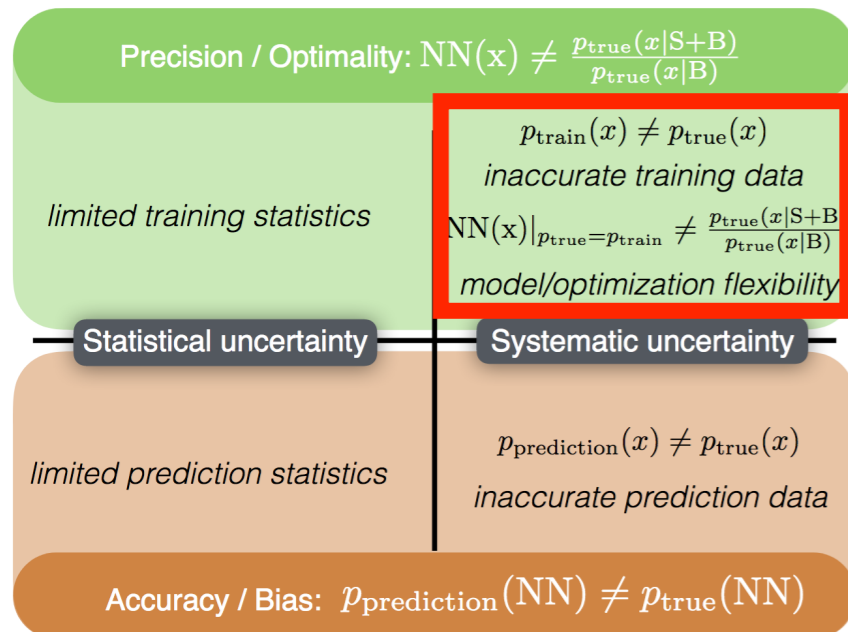 Precision / Optimality: NN(x) ≠ p_true(x|S+B) / p_true(x|B)
p_train(x) ≠ p_true(x)
inaccurate training data
limited training statistics
NN(x)|_{p_true=p_train} ≠ p_true(x|S+B / p_true(x|B)
model/optimization flexibility
Statistical uncertainty
Systematic uncertainty
p_prediction(x) ≠ p_true(x)
limited prediction statistics
inaccurate prediction data
Accuracy / Bias: p_prediction(NN) ≠ p_true(NN)